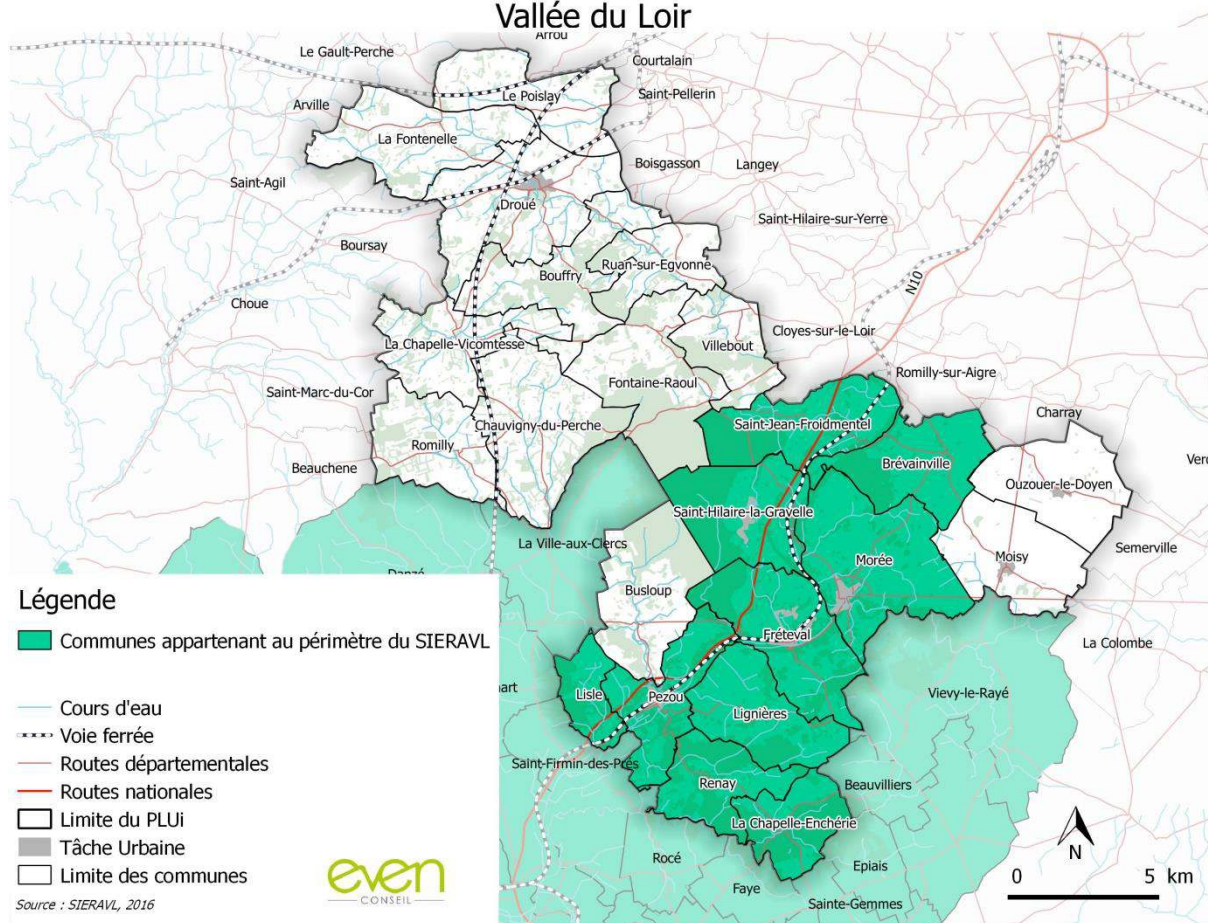 Vallée du Loir
Arrou
Le Gault-Perche
Courtalain
Le Poislay
Saint-Pellerin
Arville
La Fontenelle
Boisgasson
Langey
Saint-Agil
Droué
Saint-Hilaire-sur-Yerre
Boursay
Ruan-sur-Egvonne
Bouffry
N10
Choue
Cloyes-sur-le-Loir
La Chapelle-Vicomtesse
Villebout
Romilly-sur-Aigre
Fontaine-Raoul
Saint-Marc-du-Cor
Charray
Saint-Jean-Froidmentel
Chauvigny-du-Perche
Romilly
Brévainville
Beauchene
Ouzouer-le-Doyen
Saint-Hilaire-la-Gravelle
La Ville-aux-Clercs
Semerville
Moisy
Morée
Danzé
Busloup
Fréteval
La Colombe
Lisle
Pezou
Vievy-le-Rayé
Lignières
Saint-Firmin-des-Prés
Renay
Beauvilliers
La Chapelle-Enchérie
Rocé
Epiais
Faye
Sainte-Gemmes
Légende
Communes appartenant au périmètre du SIERAVL
Cours d'eau
Voie ferrée
Routes départementales
Routes nationales
Limite du PLUi
Tâche Urbaine
Limite des communes
Source : SIERAVL, 2016
even
CONSEIL
N
0 5 km